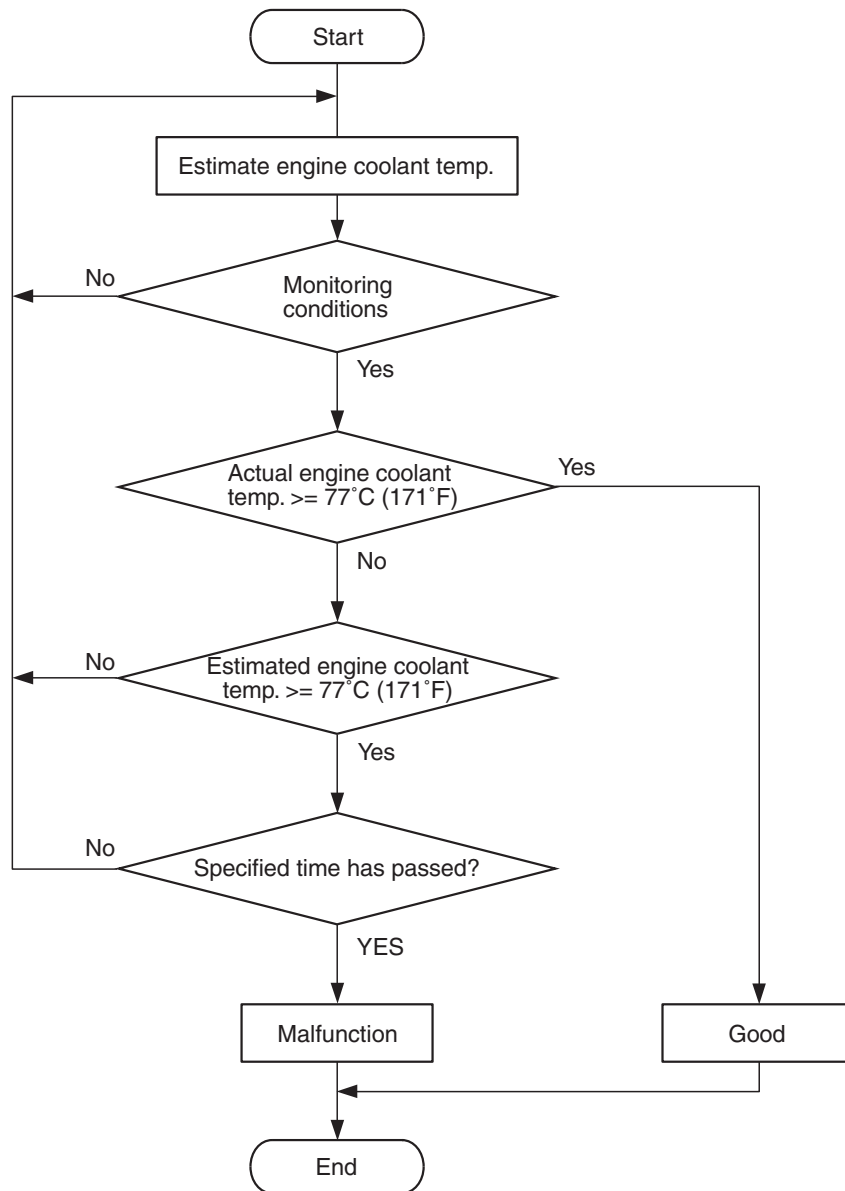 Start
Estimate engine coolant temp.
No
Monitoring
conditions
Yes
Actual engine coolant
temp. >= 77˚C (171˚F)
Yes
No
No
Estimated engine coolant
temp. >= 77˚C (171˚F)
Yes
No
Specified time has passed?
YES
Malfunction
Good
End